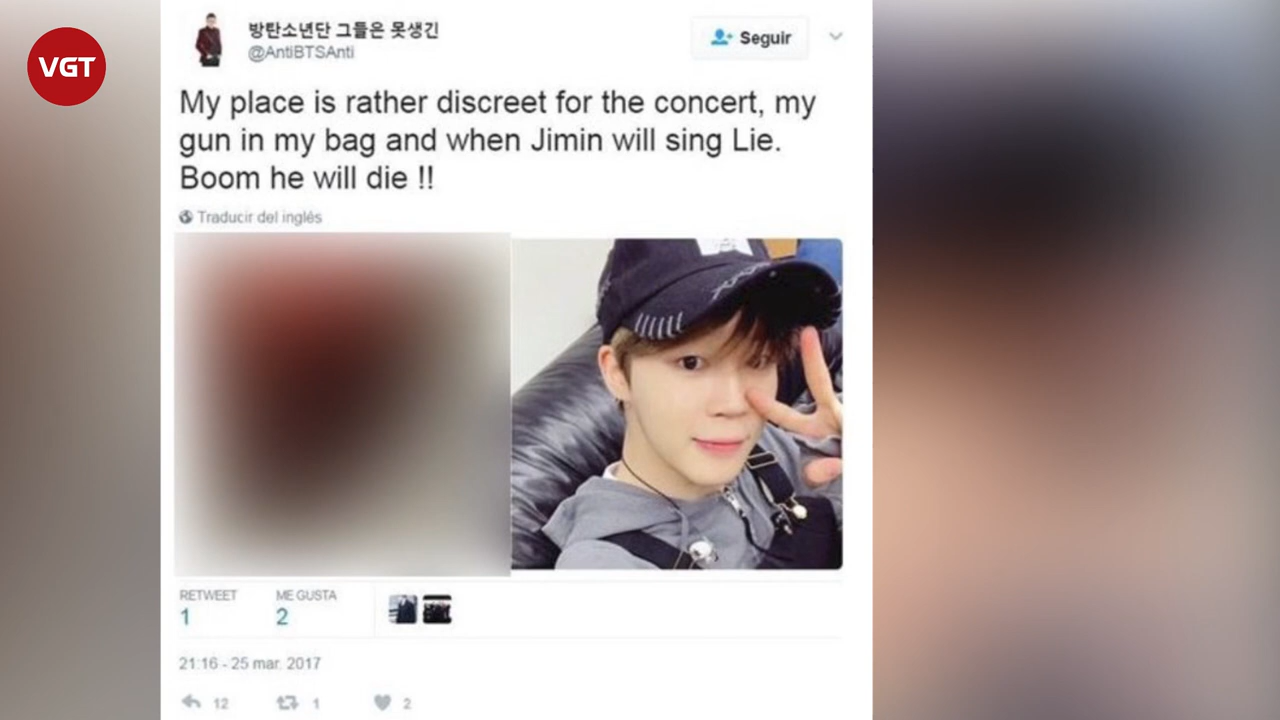 VGT
방탄소년단 그들은 못생긴
@AntiBTSAnti
Seguir
My place is rather discreet for the concert, my
gun in my bag and when Jimin will sing Lie.
Boom he will die !!
Traducir del inglés
RETWEET ME GUSTA
1 2
21:16 - 25 mar. 2017
12 1 2